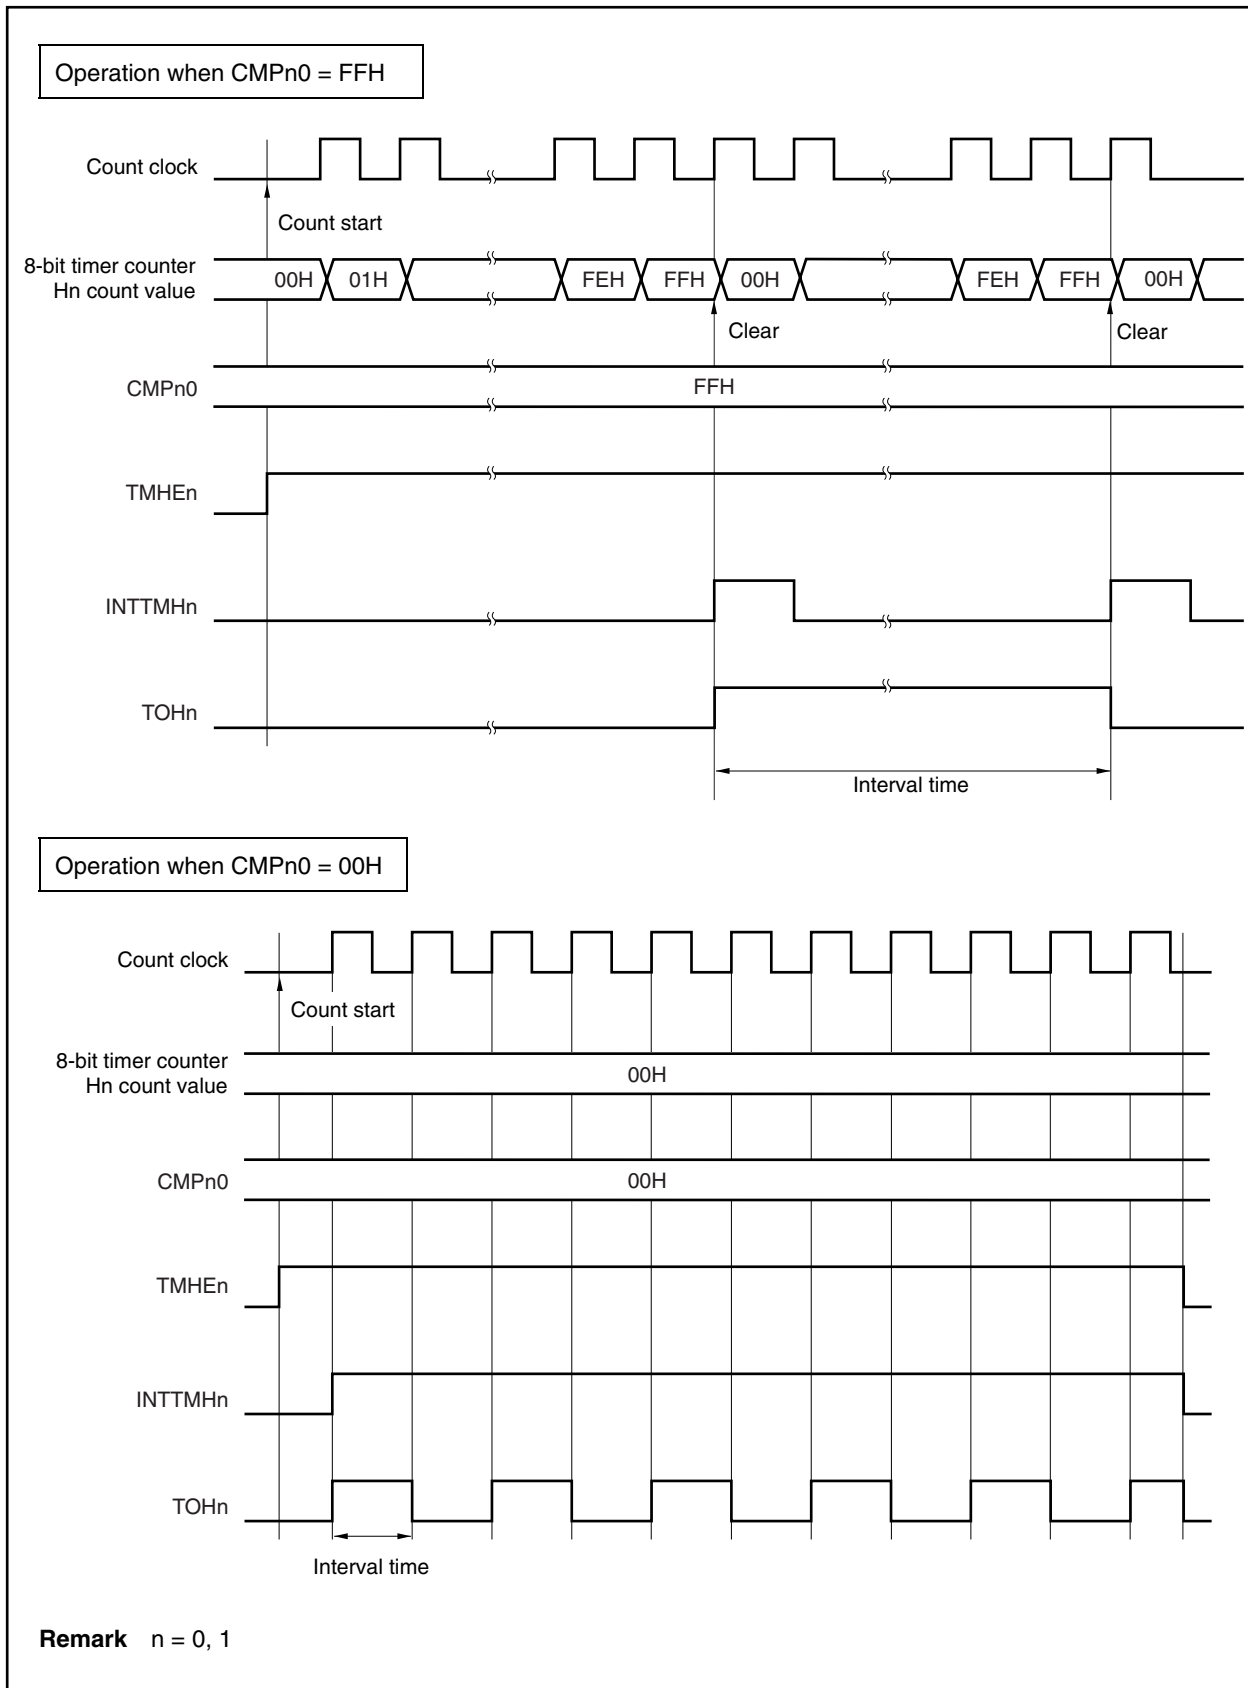 Operation when CMPn0 = FFH
Count clock
Count start
8-bit timer counter
Hn count value
00H 01H FEH FFH 00H FEH FFH 00H
Clear Clear
CMPn0 FFH
TMHEn
INTTMHn
TOHn
Interval time
Operation when CMPn0 = 00H
Count clock
Count start
8-bit timer counter
Hn count value
00H
CMPn0 00H
TMHEn
INTTMHn
TOHn
Interval time
Remark n = 0, 1